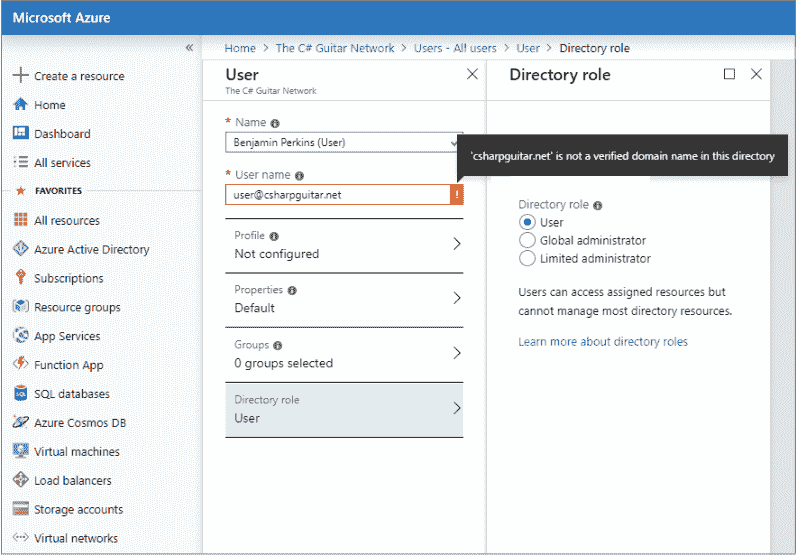 Microsoft Azure
«
Create a resource
Home
Dashboard
All services
FAVORITES
All resources
Azure Active Directory
Subscriptions
Resource groups
App Services
Function App
SQL databases
Azure Cosmos DB
Virtual machines
Load balancers
Storage accounts
Virtual networks
Home > The C# Guitar Network > Users - All users > User > Directory role
User
The C# Guitar Network
* Name
Benjamin Perkins (User)
* User name
user@csharpguitar.net
!
'csharpguitar.net' is not a verified domain name in this directory
Profile
Not configured
Properties
Default
Groups
0 groups selected
Directory role
User
Directory role
Directory role
User
Global administrator
Limited administrator
Users can access assigned resources but
cannot manage most directory resources.
Learn more about directory roles